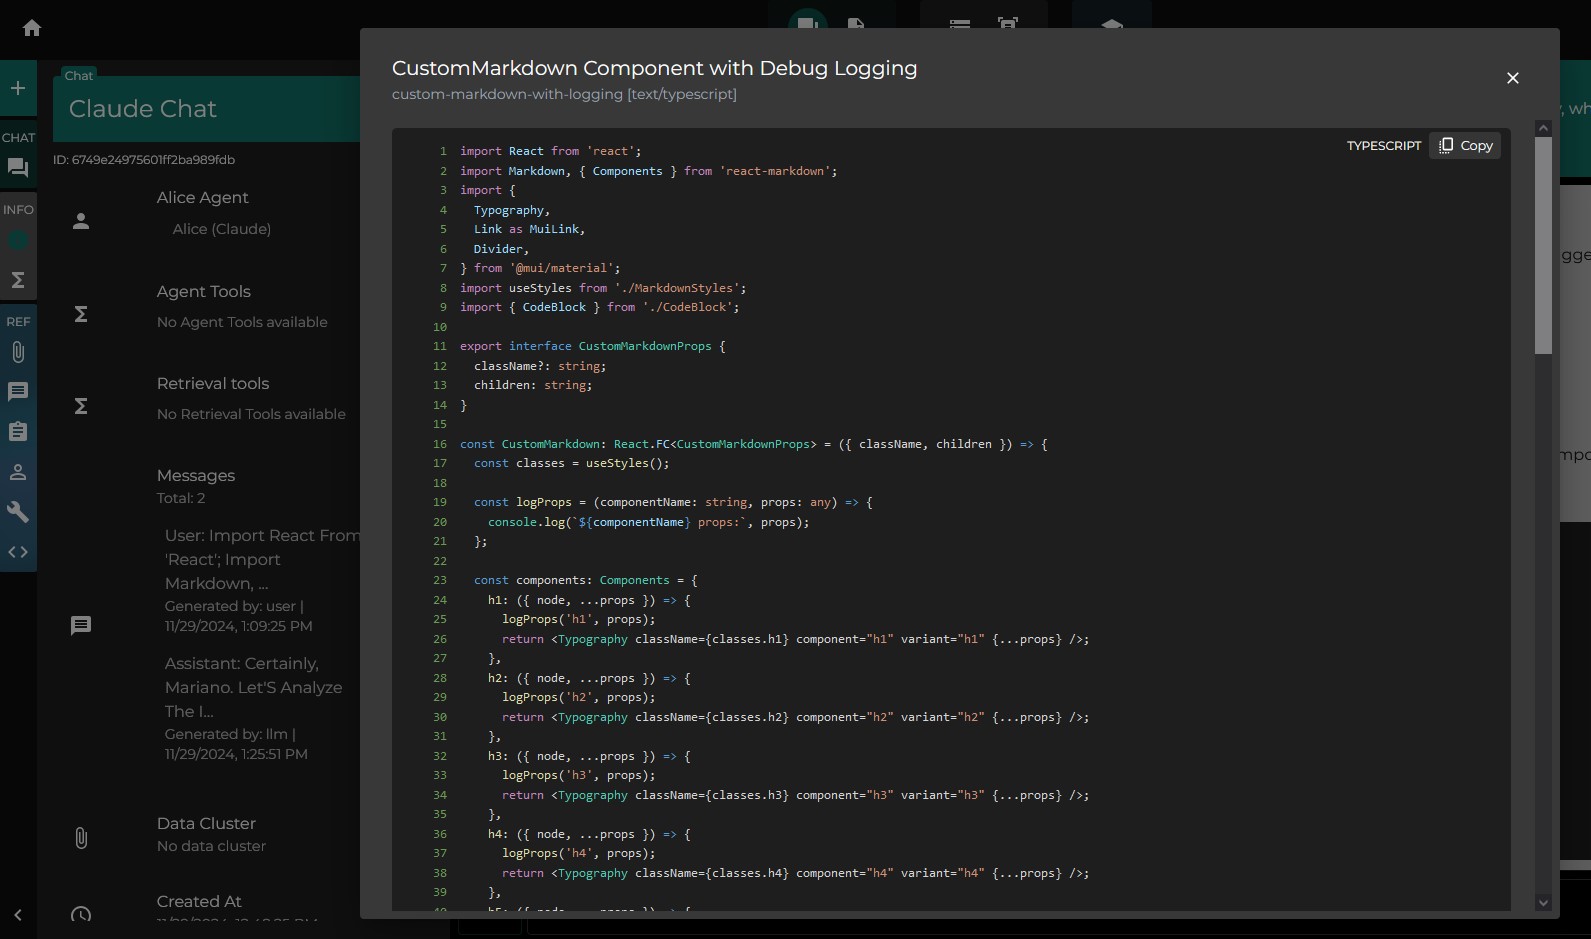 Chat
Claude Chat
ID: 6749e24975601ff2ba989fdb
CHAT
INFO
REF
Alice Agent
Alice (Claude)
Agent Tools
No Agent Tools available
Retrieval tools
No Retrieval Tools available
Messages
Total: 2
User: Import React From
'React'; Import
Markdown, ...
Generated by: user |
11/29/2024, 1:09:25 PM
Assistant: Certainly,
Mariano. Let'S Analyze
The I...
Generated by: llm |
11/29/2024, 1:25:51 PM
Data Cluster
No data cluster
Created At
CustomMarkdown Component with Debug Logging
custom-markdown-with-logging [text/typescript]
TYPESCRIPT Copy
1 import React from 'react';
2 import Markdown, { Components } from 'react-markdown';
3 import {
4   Typography,
5   Link as MuiLink,
6   Divider,
7 } from '@mui/material';
8 import useStyles from './MarkdownStyles';
9 import { CodeBlock } from './CodeBlock';
10
11 export interface CustomMarkdownProps {
12   className?: string;
13   children: string;
14 }
15
16 const CustomMarkdown: React.FC<CustomMarkdownProps> = ({ className, children }) => {
17   const classes = useStyles();
18
19   const logProps = (componentName: string, props: any) => {
20     console.log(`${componentName} props:`, props);
21   };
22
23   const components: Components = {
24     h1: ({ node, ...props }) => {
25       logProps('h1', props);
26       return <Typography className={classes.h1} component="h1" variant="h1" {...props} />;
27     },
28     h2: ({ node, ...props }) => {
29       logProps('h2', props);
30       return <Typography className={classes.h2} component="h2" variant="h2" {...props} />;
31     },
32     h3: ({ node, ...props }) => {
33       logProps('h3', props);
34       return <Typography className={classes.h3} component="h3" variant="h3" {...props} />;
35     },
36     h4: ({ node, ...props }) => {
37       logProps('h4', props);
38       return <Typography className={classes.h4} component="h4" variant="h4" {...props} />;
39     },